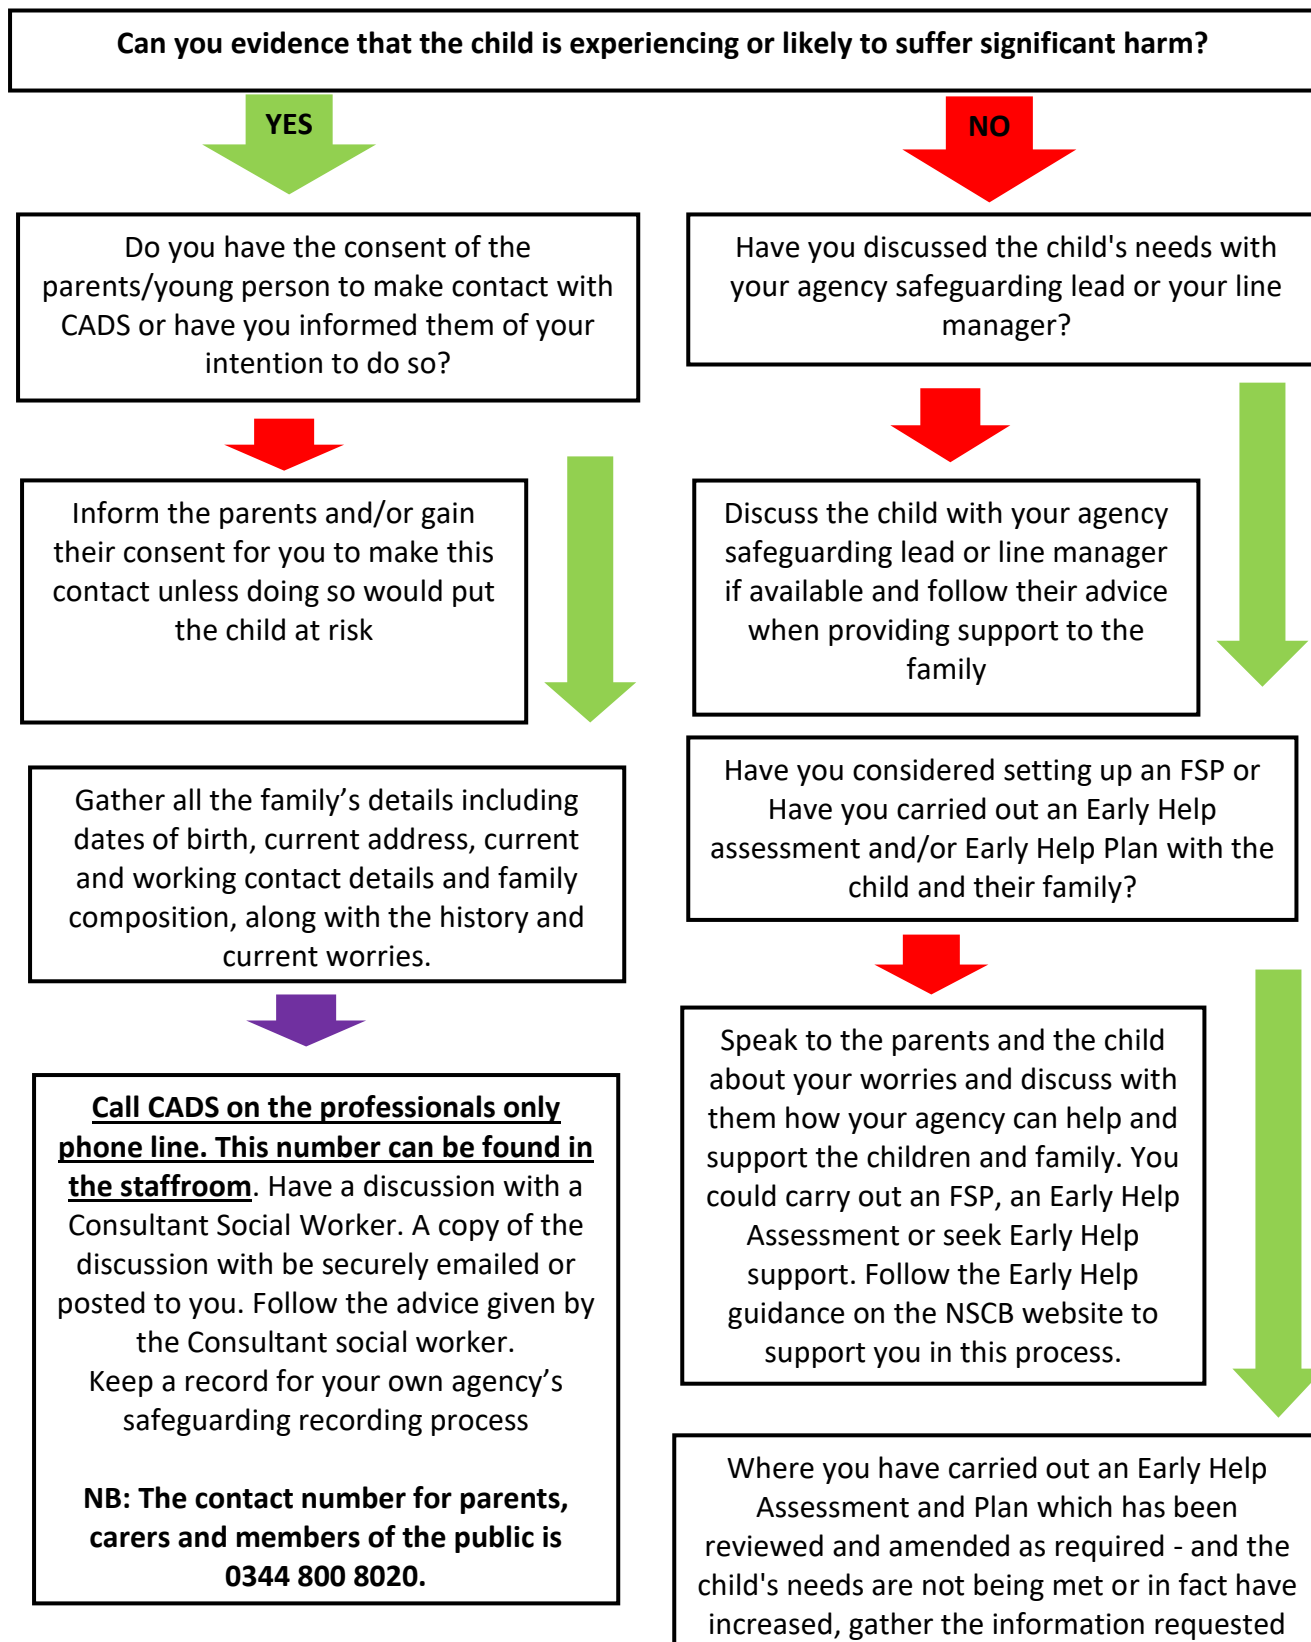 Can you evidence that the child is experiencing or likely to suffer significant harm?
YES
NO
Do you have the consent of the
parents/young person to make contact with
CADS or have you informed them of your
intention to do so?
Inform the parents and/or gain
their consent for you to make this
contact unless doing so would put
the child at risk
Gather all the family’s details including
dates of birth, current address, current
and working contact details and family
composition, along with the history and
current worries.
Call CADS on the professionals only
phone line. This number can be found in
the staffroom. Have a discussion with a
Consultant Social Worker. A copy of the
discussion with be securely emailed or
posted to you. Follow the advice given by
the Consultant social worker.
Keep a record for your own agency’s
safeguarding recording process
NB: The contact number for parents,
carers and members of the public is
0344 800 8020.
Have you discussed the child's needs with
your agency safeguarding lead or your line
manager?
Discuss the child with your agency
safeguarding lead or line manager
if available and follow their advice
when providing support to the
family
Have you considered setting up an FSP or
Have you carried out an Early Help
assessment and/or Early Help Plan with the
child and their family?
Speak to the parents and the child
about your worries and discuss with
them how your agency can help and
support the children and family. You
could carry out an FSP, an Early Help
Assessment or seek Early Help
support. Follow the Early Help
guidance on the NSCB website to
support you in this process.
Where you have carried out an Early Help
Assessment and Plan which has been
reviewed and amended as required - and the
child's needs are not being met or in fact have
increased, gather the information requested